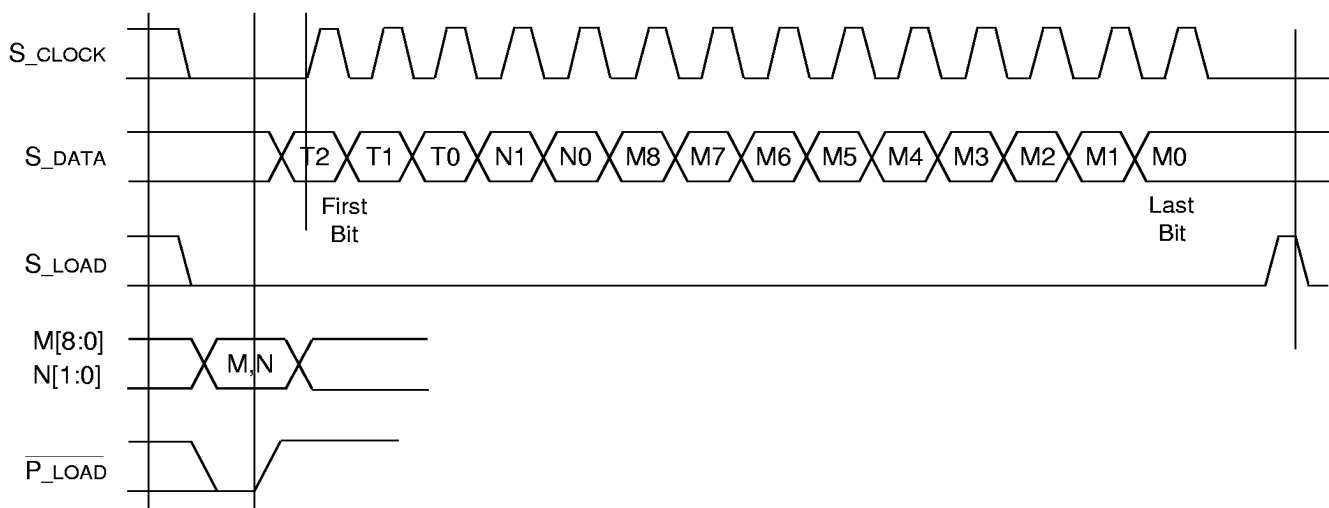 S_CLOCK
S_DATA T2 T1 T0 N1 N0 M8 M7 M6 M5 M4 M3 M2 M1 M0
First
Bit
Last
Bit
S_LOAD
M[8:0]
N[1:0]
M,N
P_LOAD